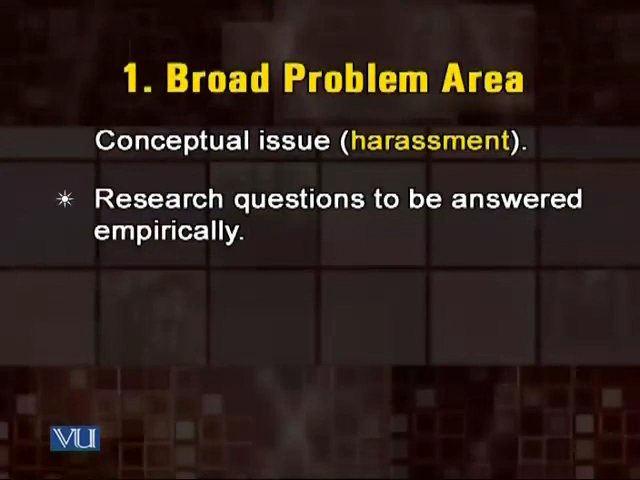 1. Broad Problem Area
Conceptual issue (harassment).
Research questions to be answered
empirically.
VU